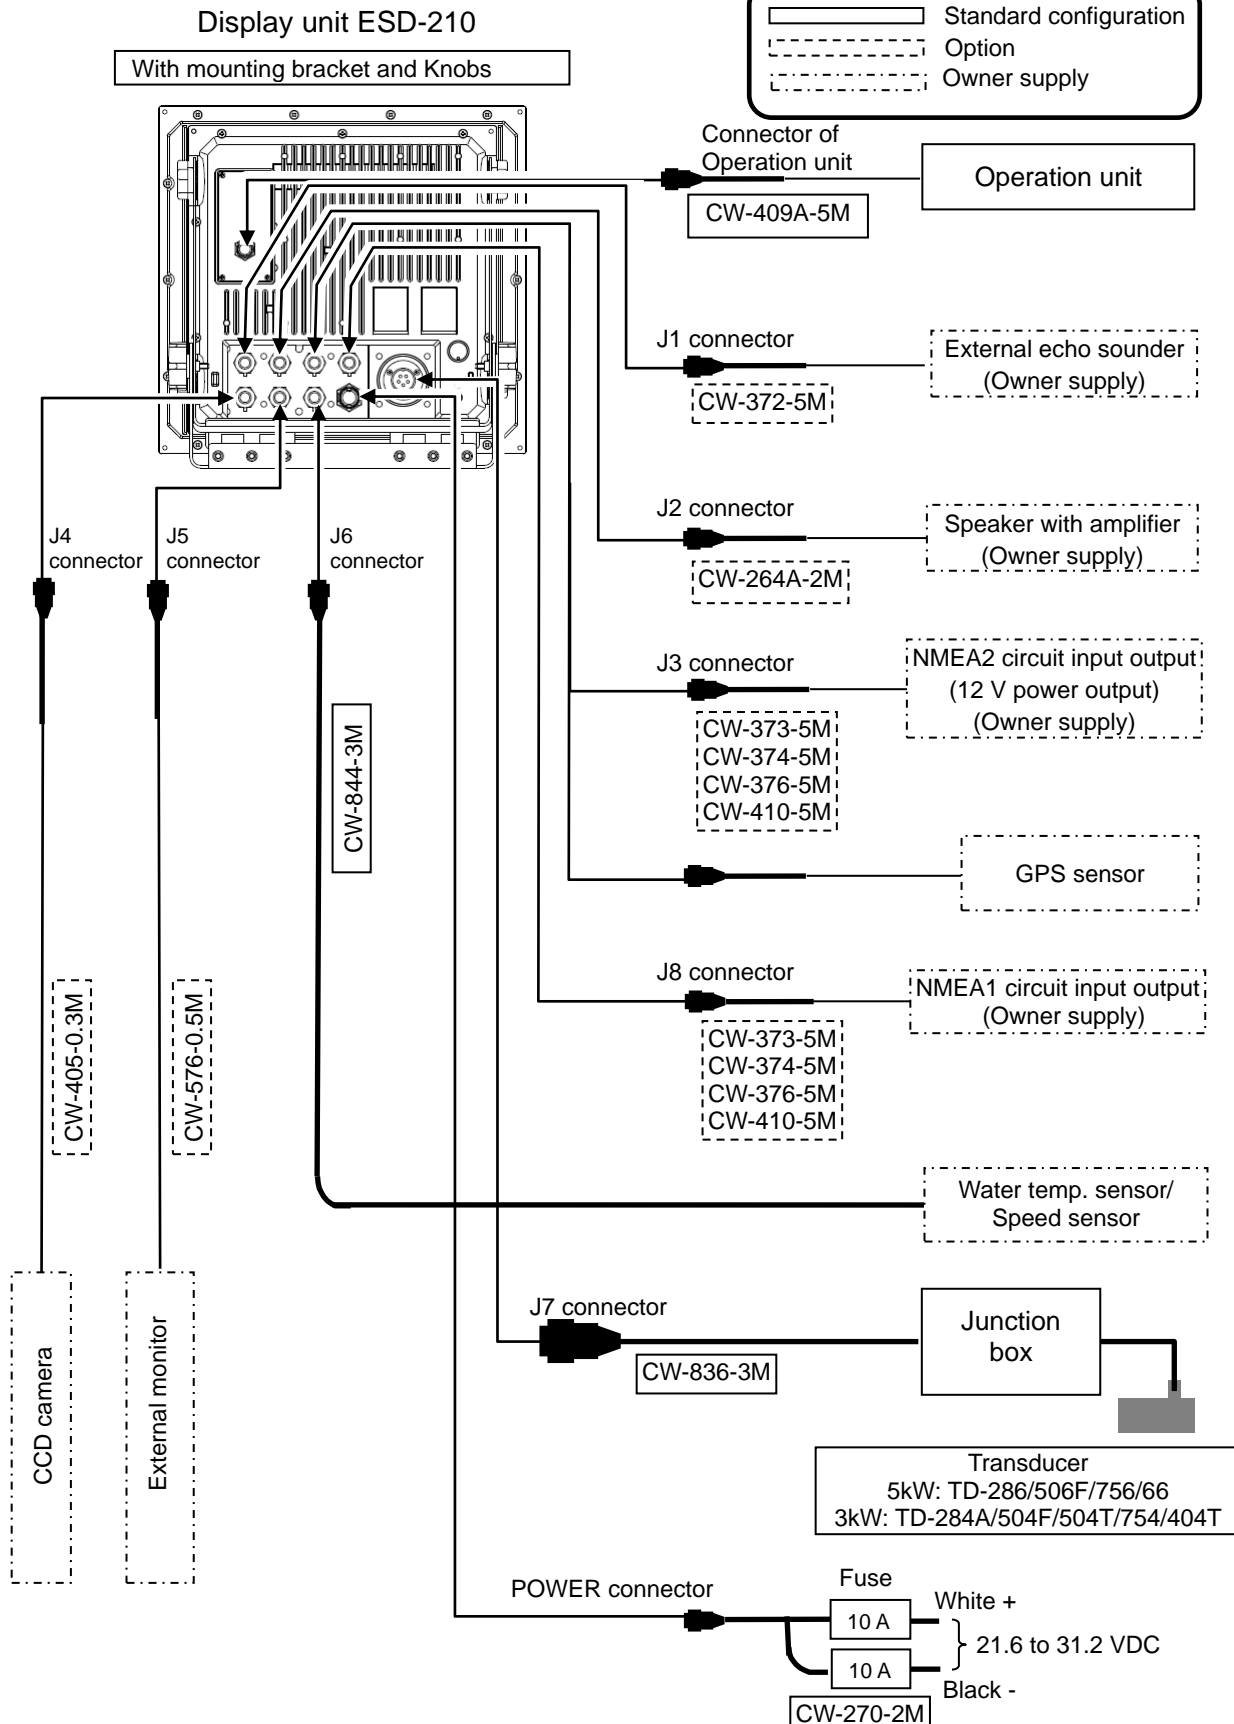 Display unit ESD-210
With mounting bracket and Knobs
Standard configuration
Option
Owner supply
Connector of
Operation unit
CW-409A-5M
Operation unit
J1 connector
CW-372-5M
External echo sounder
(Owner supply)
J2 connector
CW-264A-2M
Speaker with amplifier
(Owner supply)
J4
connector
J5
connector
J6
connector
J3 connector
CW-373-5M
CW-374-5M
CW-376-5M
CW-410-5M
NMEA2 circuit input output
(12 V power output)
(Owner supply)
CW-844-3M
GPS sensor
J8 connector
CW-373-5M
CW-374-5M
CW-376-5M
CW-410-5M
NMEA1 circuit input output
(Owner supply)
CW-405-0.3M
CW-576-0.5M
Water temp. sensor/
Speed sensor
CCD camera
External monitor
J7 connector
CW-836-3M
Junction
box
Transducer
5kW: TD-286/506F/756/66
3kW: TD-284A/504F/504T/754/404T
POWER connector
Fuse
10 A
10 A
White +
21.6 to 31.2 VDC
Black -
CW-270-2M